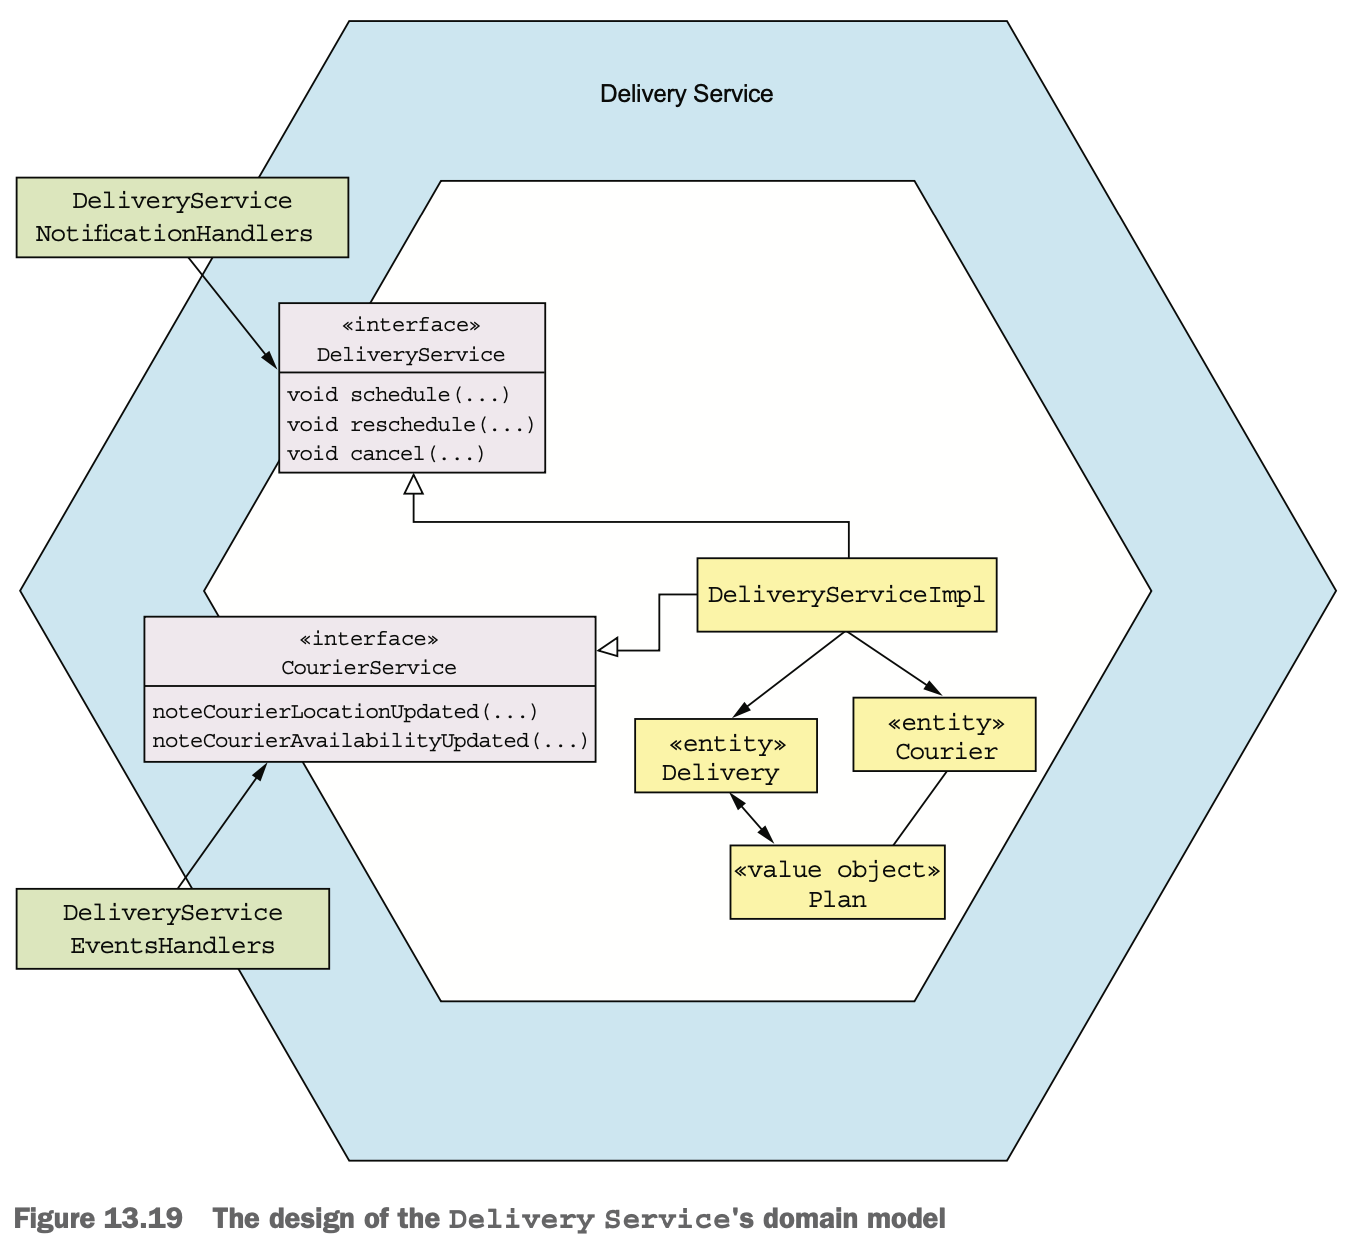 Delivery Service
DeliveryService
NotificationHandlers
«interface»
DeliveryService
void schedule(...)
void reschedule(...)
void cancel(...)
DeliveryServiceImpl
«interface»
CourierService
noteCourierLocationUpdated(...)
noteCourierAvailabilityUpdated(...)
«entity»
Delivery
«entity»
Courier
«value object»
Plan
DeliveryService
EventsHandlers
Figure 13.19 The design of the Delivery Service's domain model